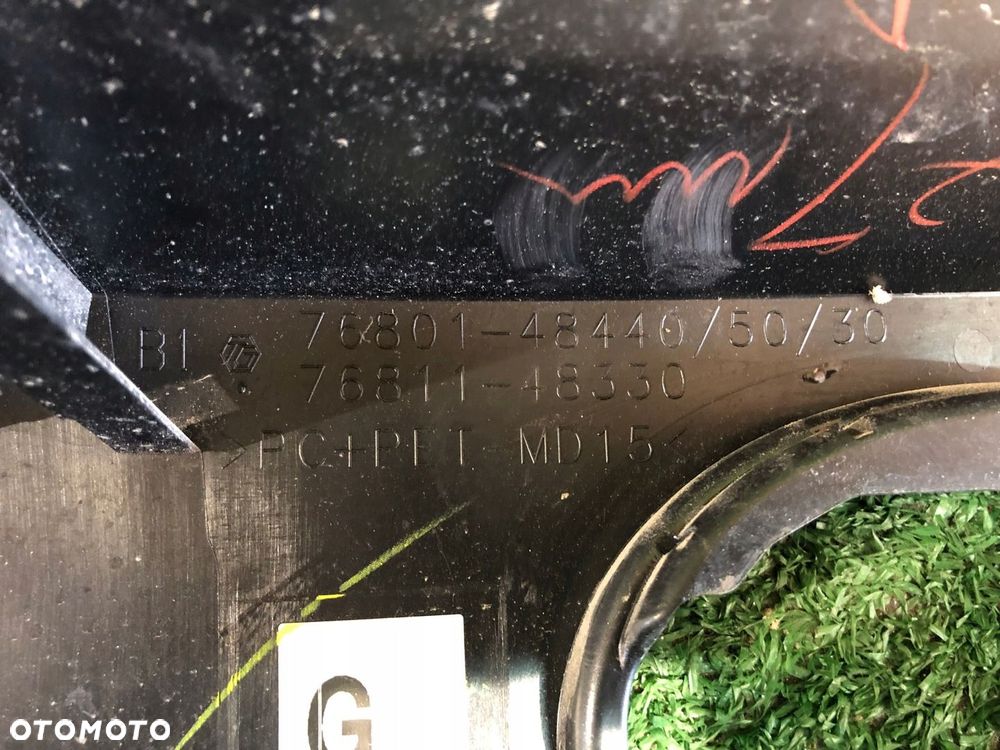 B1 76801-48440/50/30
76811-48330
>PC+PET-MD15<
G
OTOMOTO